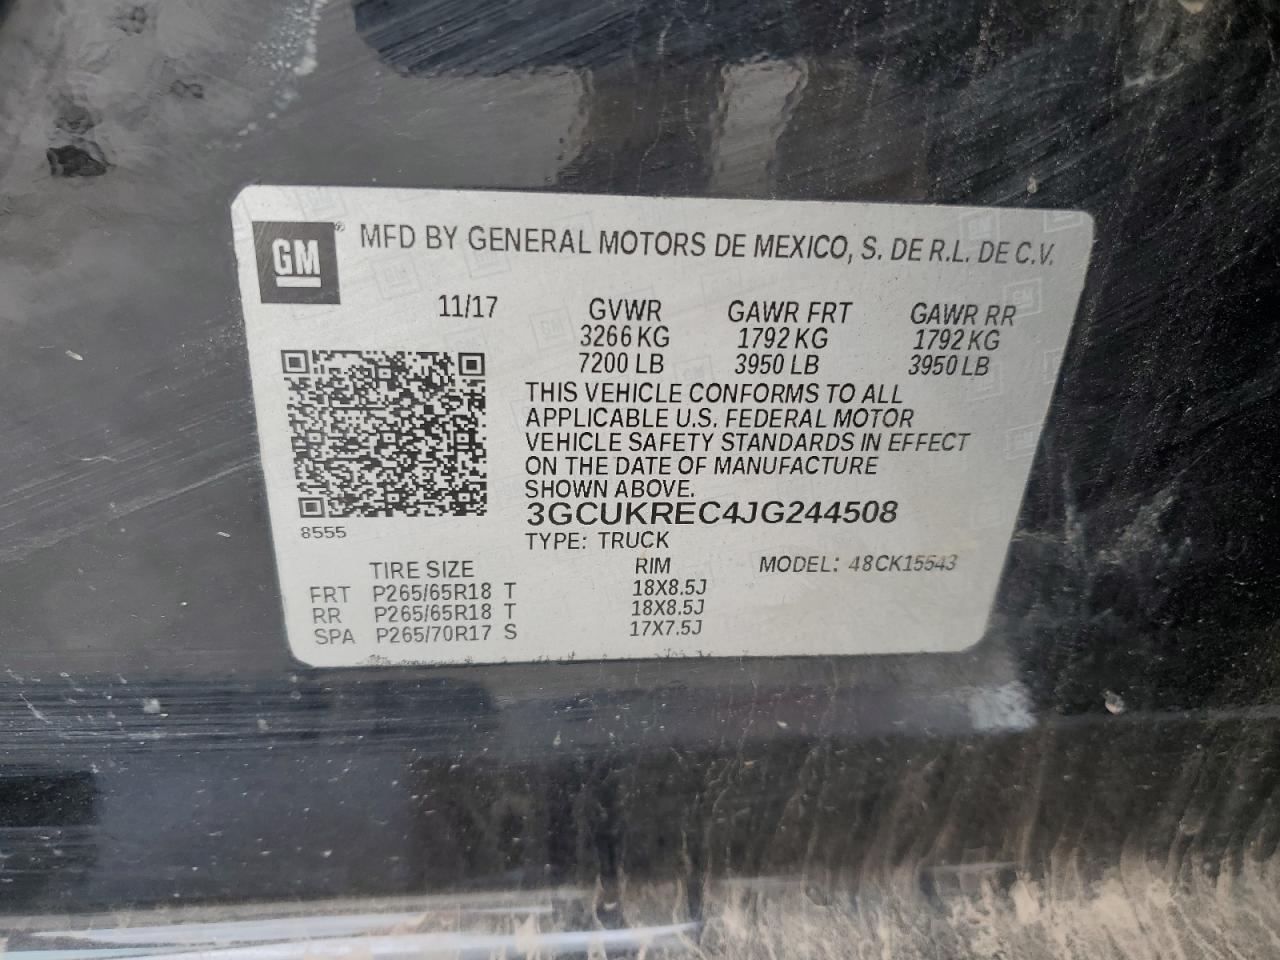 GM ® MFD BY GENERAL MOTORS DE MEXICO, S. DE R.L. DE C.V.
11/17 GVWR GAWR FRT GAWR RR
3266 KG 1792 KG 1792 KG
7200 LB 3950 LB 3950 LB
THIS VEHICLE CONFORMS TO ALL
APPLICABLE U.S. FEDERAL MOTOR
VEHICLE SAFETY STANDARDS IN EFFECT
ON THE DATE OF MANUFACTURE
SHOWN ABOVE.
3GCUKREC4JG244508
8555 TYPE: TRUCK
TIRE SIZE RIM MODEL: 48CK15543
FRT P265/65R18 T 18X8.5J
RR P265/65R18 T 18X8.5J
SPA P265/70R17 S 17X7.5J